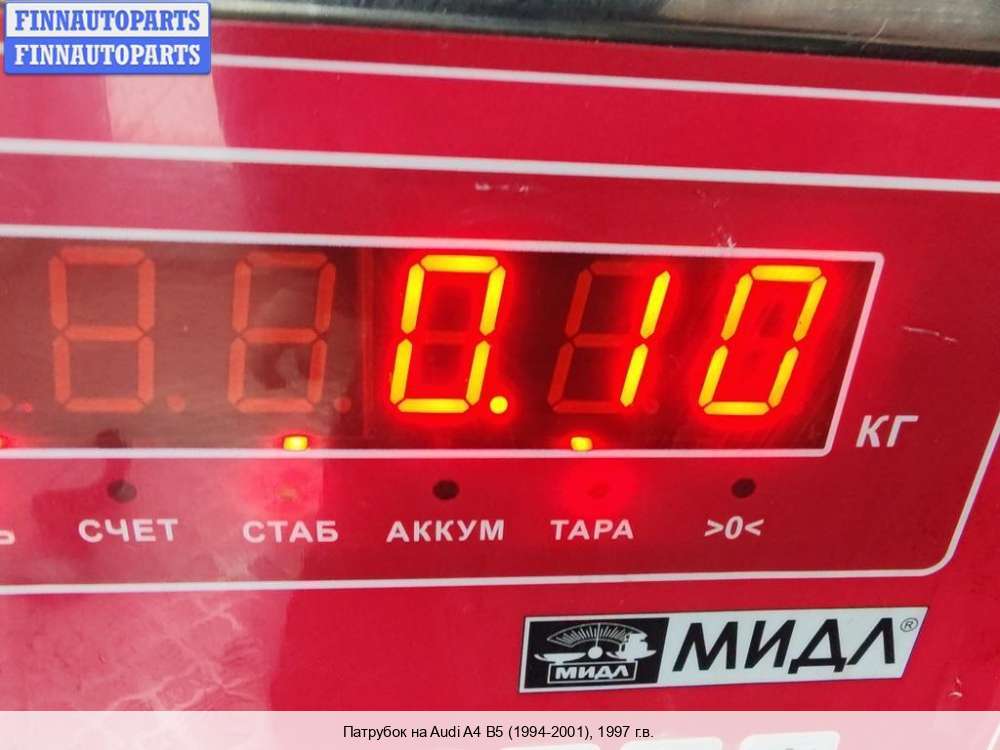 FINNAUTOPARTS
FINNAUTOPARTS
0.10
КГ
Ь СЧЕТ СТАБ АККУМ ТАРА >0<
МИДЛ МИДЛ®
Патрубок на Audi A4 B5 (1994-2001), 1997 г.в.